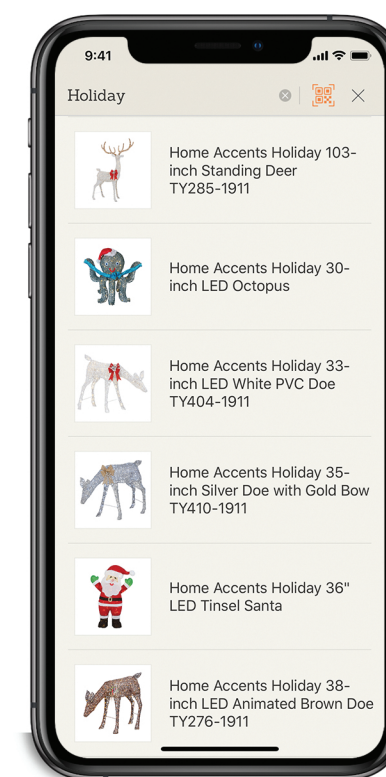 9:41
Holiday
Home Accents Holiday 103-
inch Standing Deer
TY285-1911
Home Accents Holiday 30-
inch LED Octopus
Home Accents Holiday 33-
inch LED White PVC Doe
TY404-1911
Home Accents Holiday 35-
inch Silver Doe with Gold Bow
TY410-1911
Home Accents Holiday 36"
LED Tinsel Santa
Home Accents Holiday 38-
inch LED Animated Brown Doe
TY276-1911